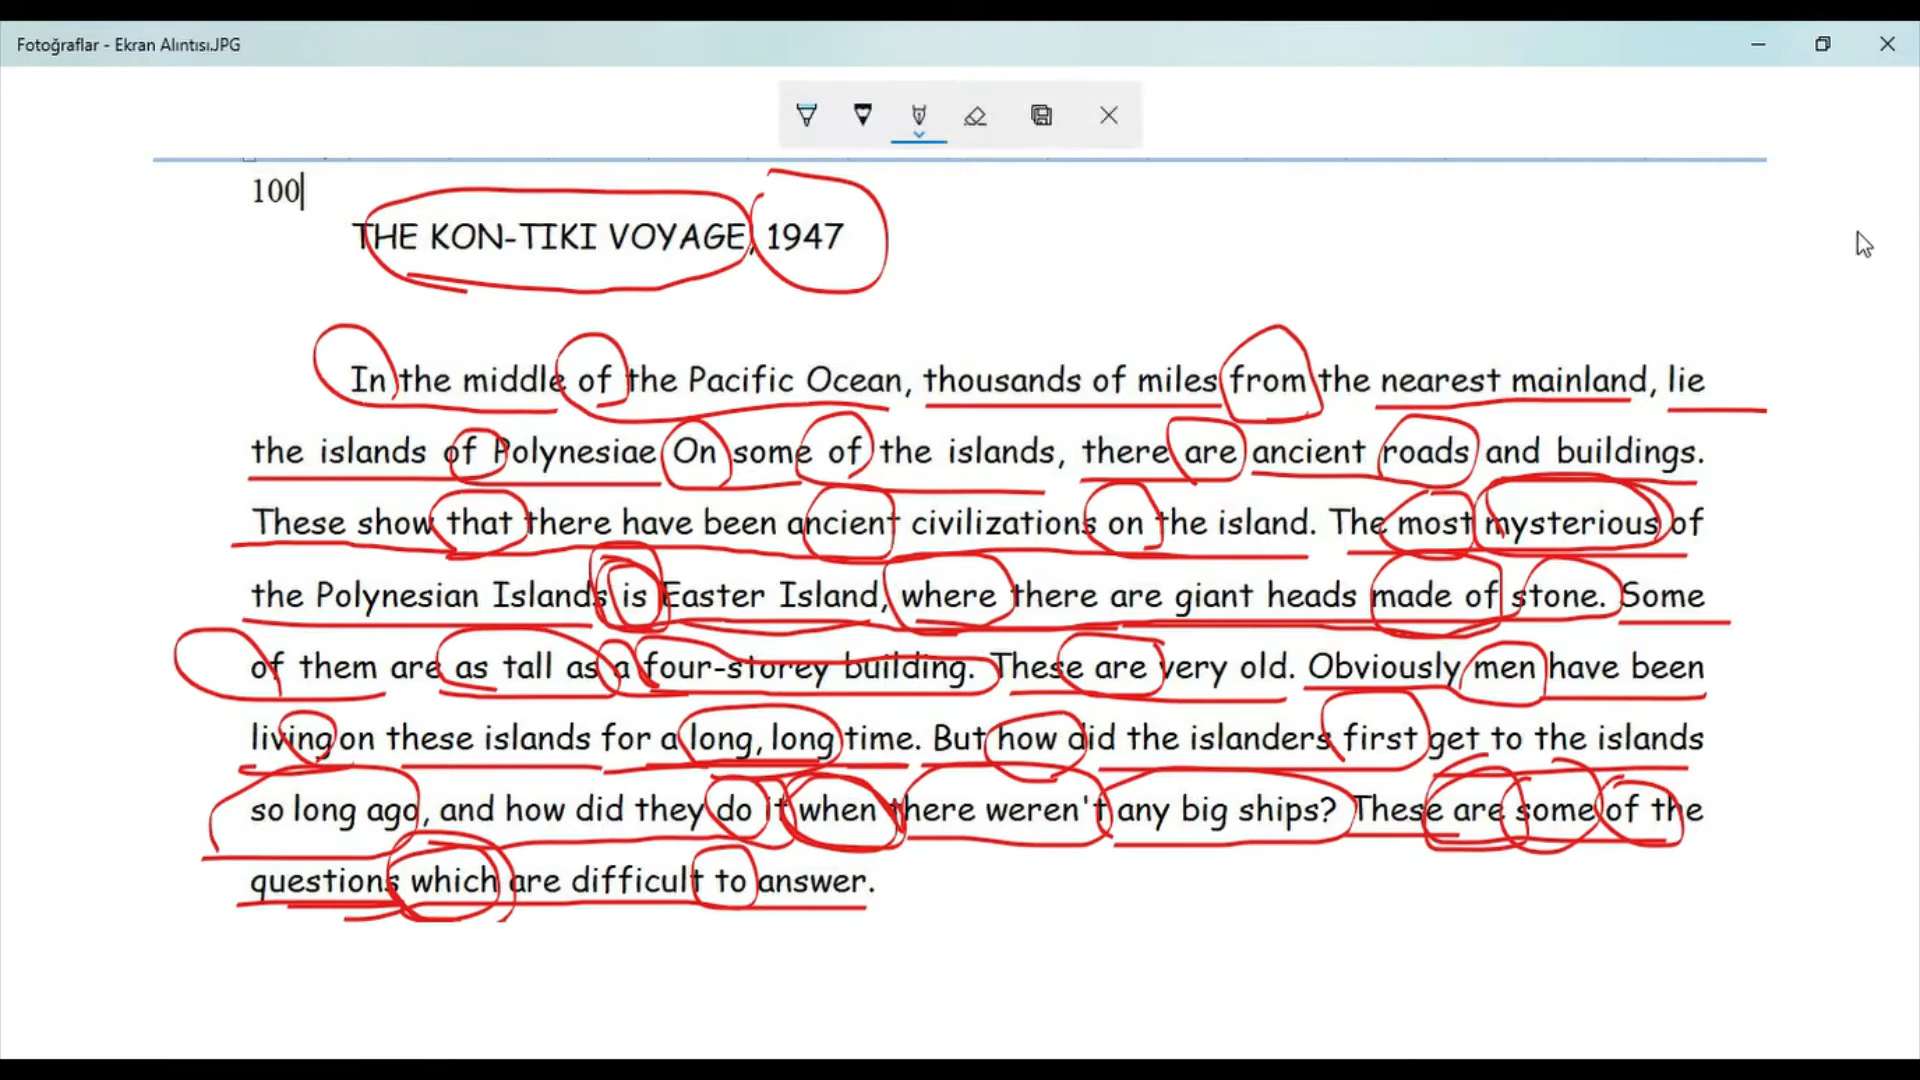 Fotoğraflar - Ekran Alıntısı.JPG
100
THE KON-TIKI VOYAGE, 1947
In the middle of the Pacific Ocean, thousands of miles from the nearest mainland, lie
the islands of Polynesiae On some of the islands, there are ancient roads and buildings.
These show that there have been ancient civilizations on the island. The most mysterious of
the Polynesian Islands is Easter Island, where there are giant heads made of stone. Some
of them are as tall as a four-storey building. These are very old. Obviously men have been
living on these islands for a long, long time. But how did the islanders first get to the islands
so long ago, and how did they do it when there weren't any big ships? These are some of the
questions which are difficult to answer.